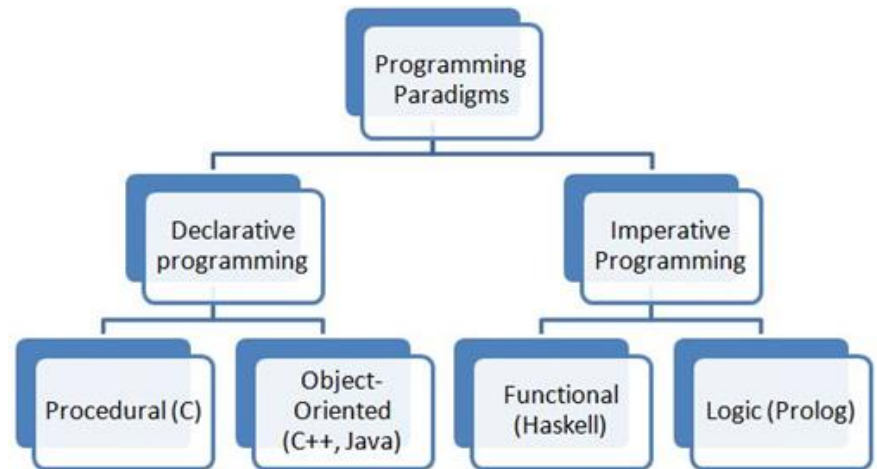 Programming
Paradigms
Declarative
programming
Imperative
Programming
Procedural (C)
Object-
Oriented
(C++, Java)
Functional
(Haskell)
Logic (Prolog)